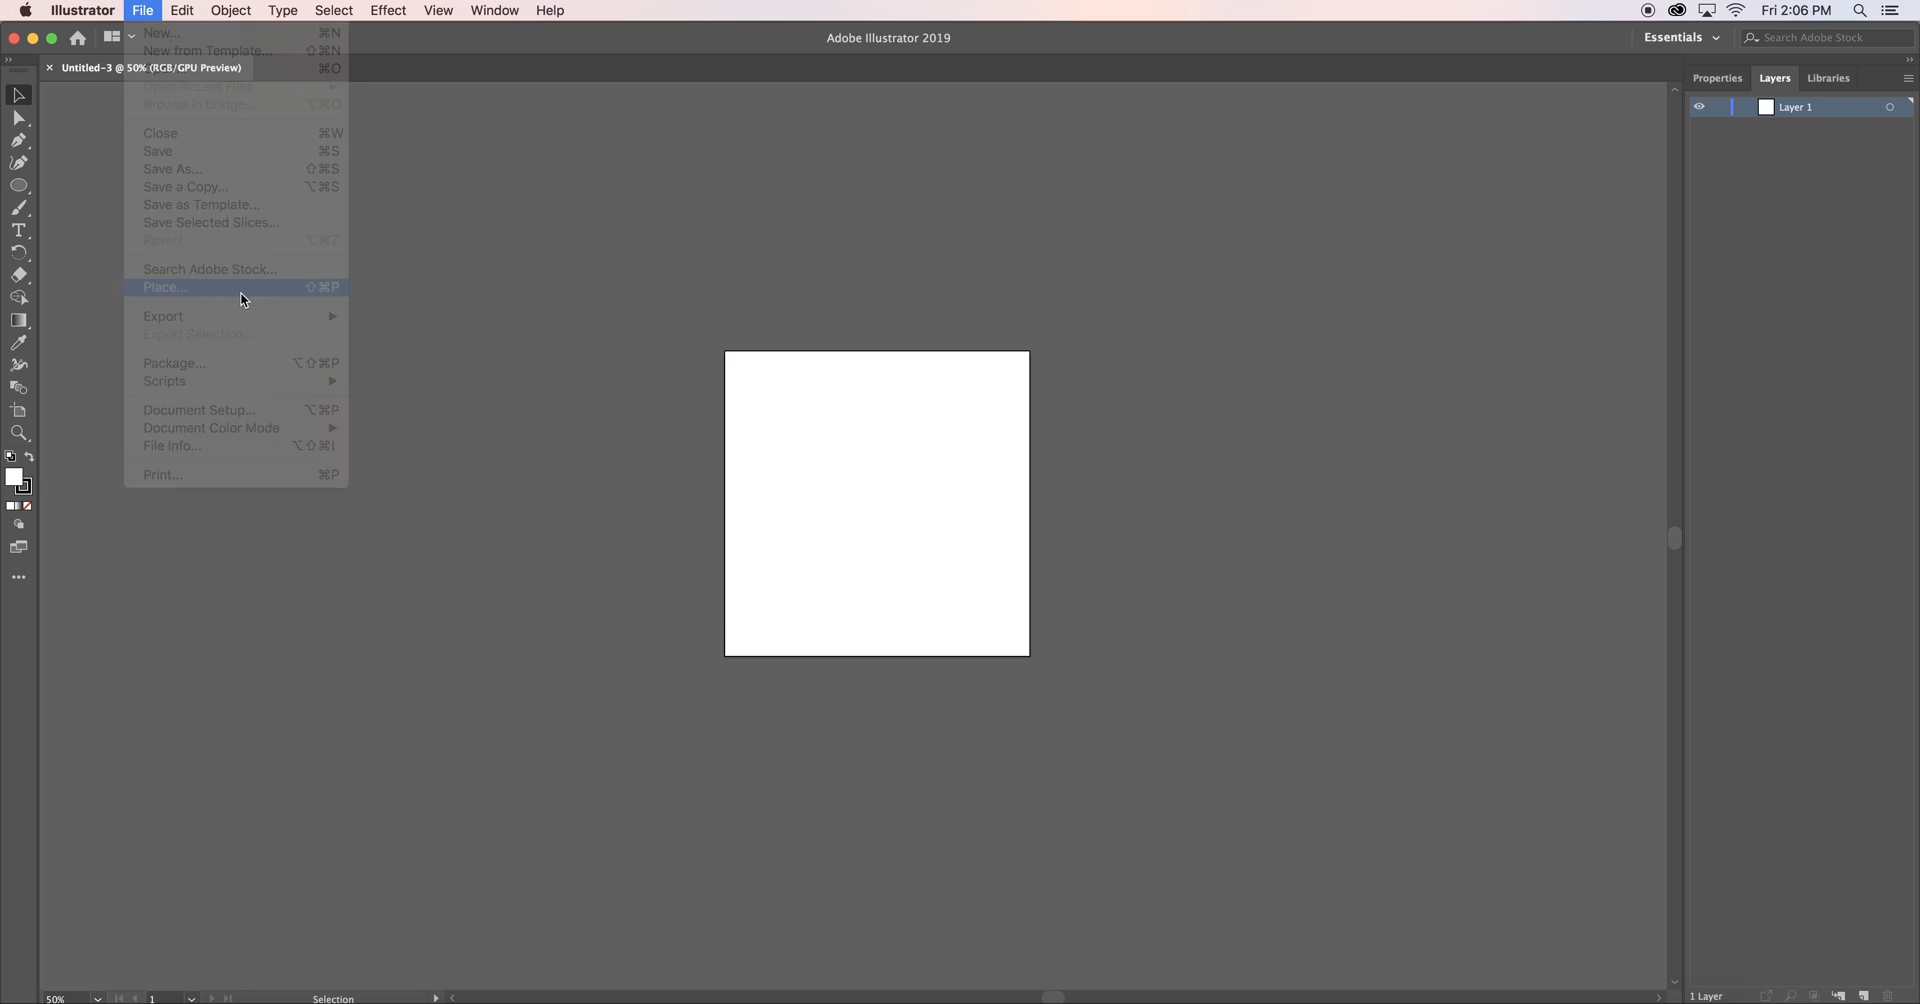 Illustrator File Edit Object Type Select Effect View Window Help
Fri 2:06 PM
Adobe Illustrator 2019
Essentials
Search Adobe Stock
× Untitled-3 @ 50% (RGB/GPU Preview)
New... ⌘N
New from Template... ⇧⌘N
⌘O
Open Recent Files
Browse in Bridge... ⌥⌘O
Close ⌘W
Save ⌘S
Save As... ⇧⌘S
Save a Copy... ⌥⌘S
Save as Template...
Save Selected Slices...
Revert ⌥⌘Z
Search Adobe Stock...
Place... ⇧⌘P
Export
Export Selection...
Package... ⌥⇧⌘P
Scripts
Document Setup... ⌥⌘P
Document Color Mode
File Info... ⌥⇧⌘I
Print... ⌘P
Properties Layers Libraries
Layer 1
50% 1 Selection
1 Layer